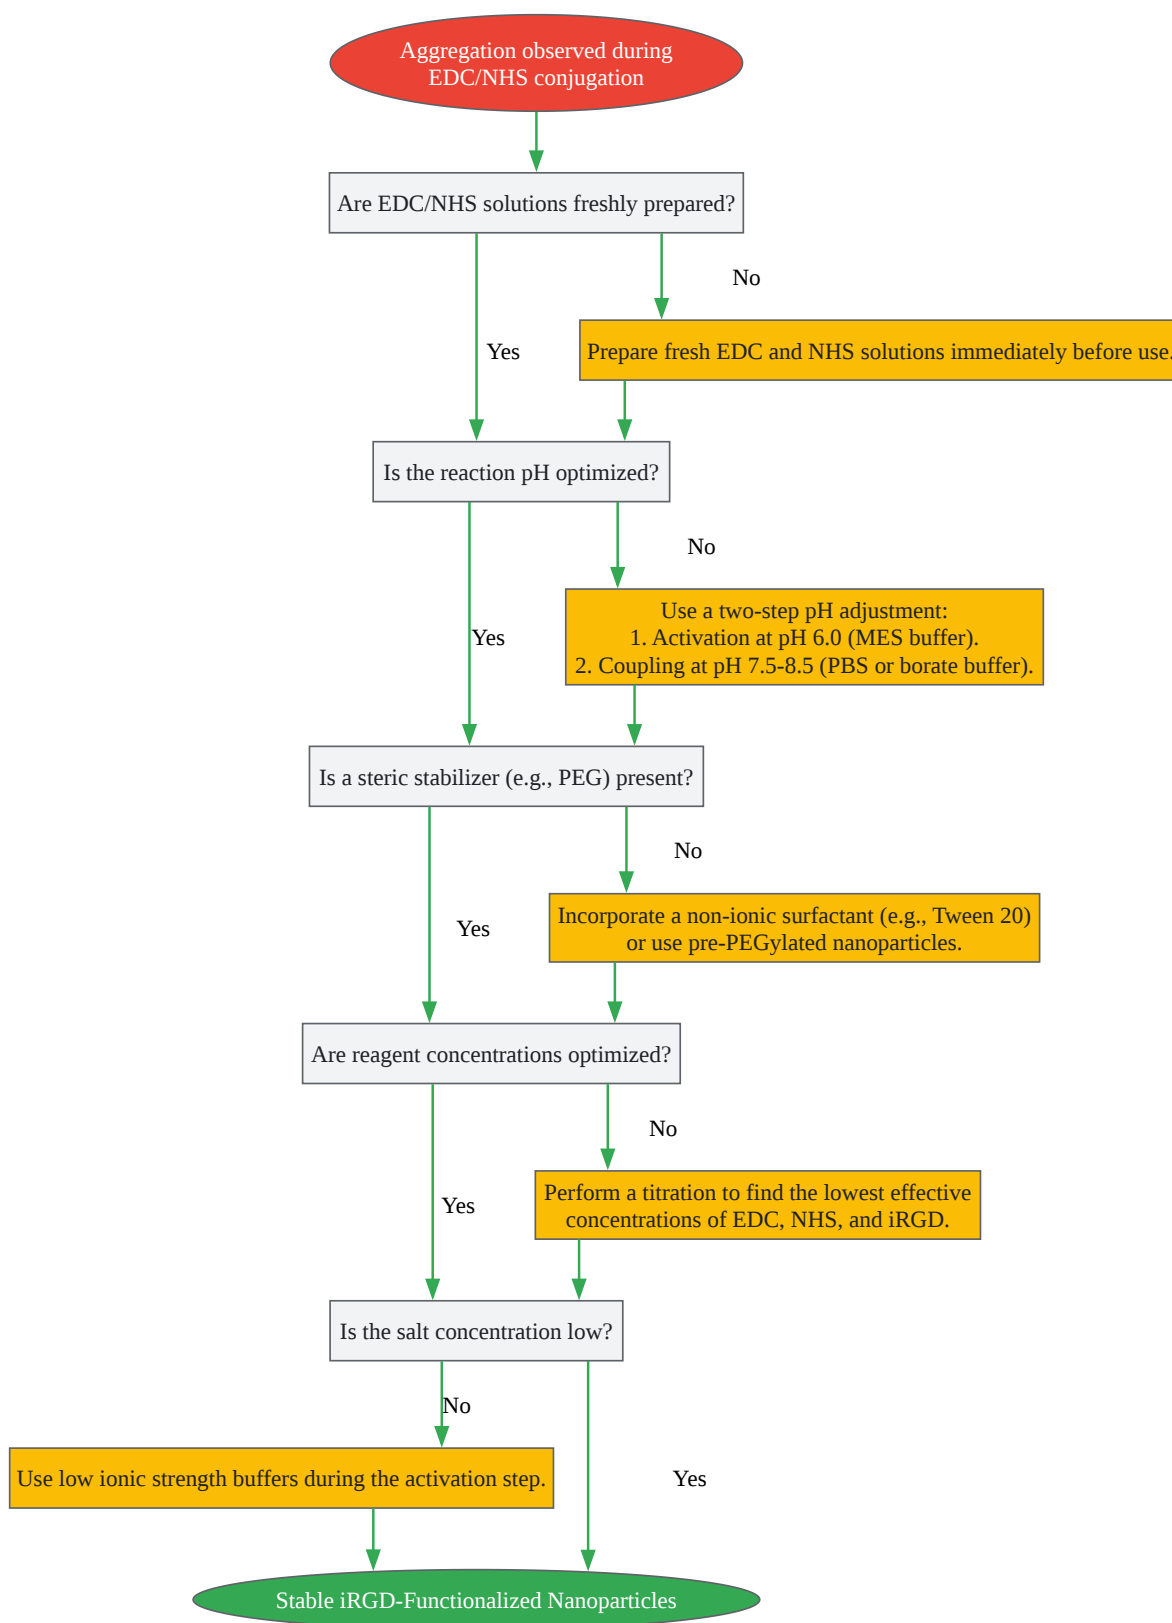 Aggregation observed during
EDC/NHS conjugation
Are EDC/NHS solutions freshly prepared?
No
Yes
Prepare fresh EDC and NHS solutions immediately before use.
Is the reaction pH optimized?
No
Use a two-step pH adjustment:
1. Activation at pH 6.0 (MES buffer).
2. Coupling at pH 7.5-8.5 (PBS or borate buffer).
Yes
Is a steric stabilizer (e.g., PEG) present?
No
Incorporate a non-ionic surfactant (e.g., Tween 20)
or use pre-PEGylated nanoparticles.
Yes
Are reagent concentrations optimized?
No
Perform a titration to find the lowest effective
concentrations of EDC, NHS, and iRGD.
Yes
Is the salt concentration low?
No
Use low ionic strength buffers during the activation step.
Yes
Stable iRGD-Functionalized Nanoparticles